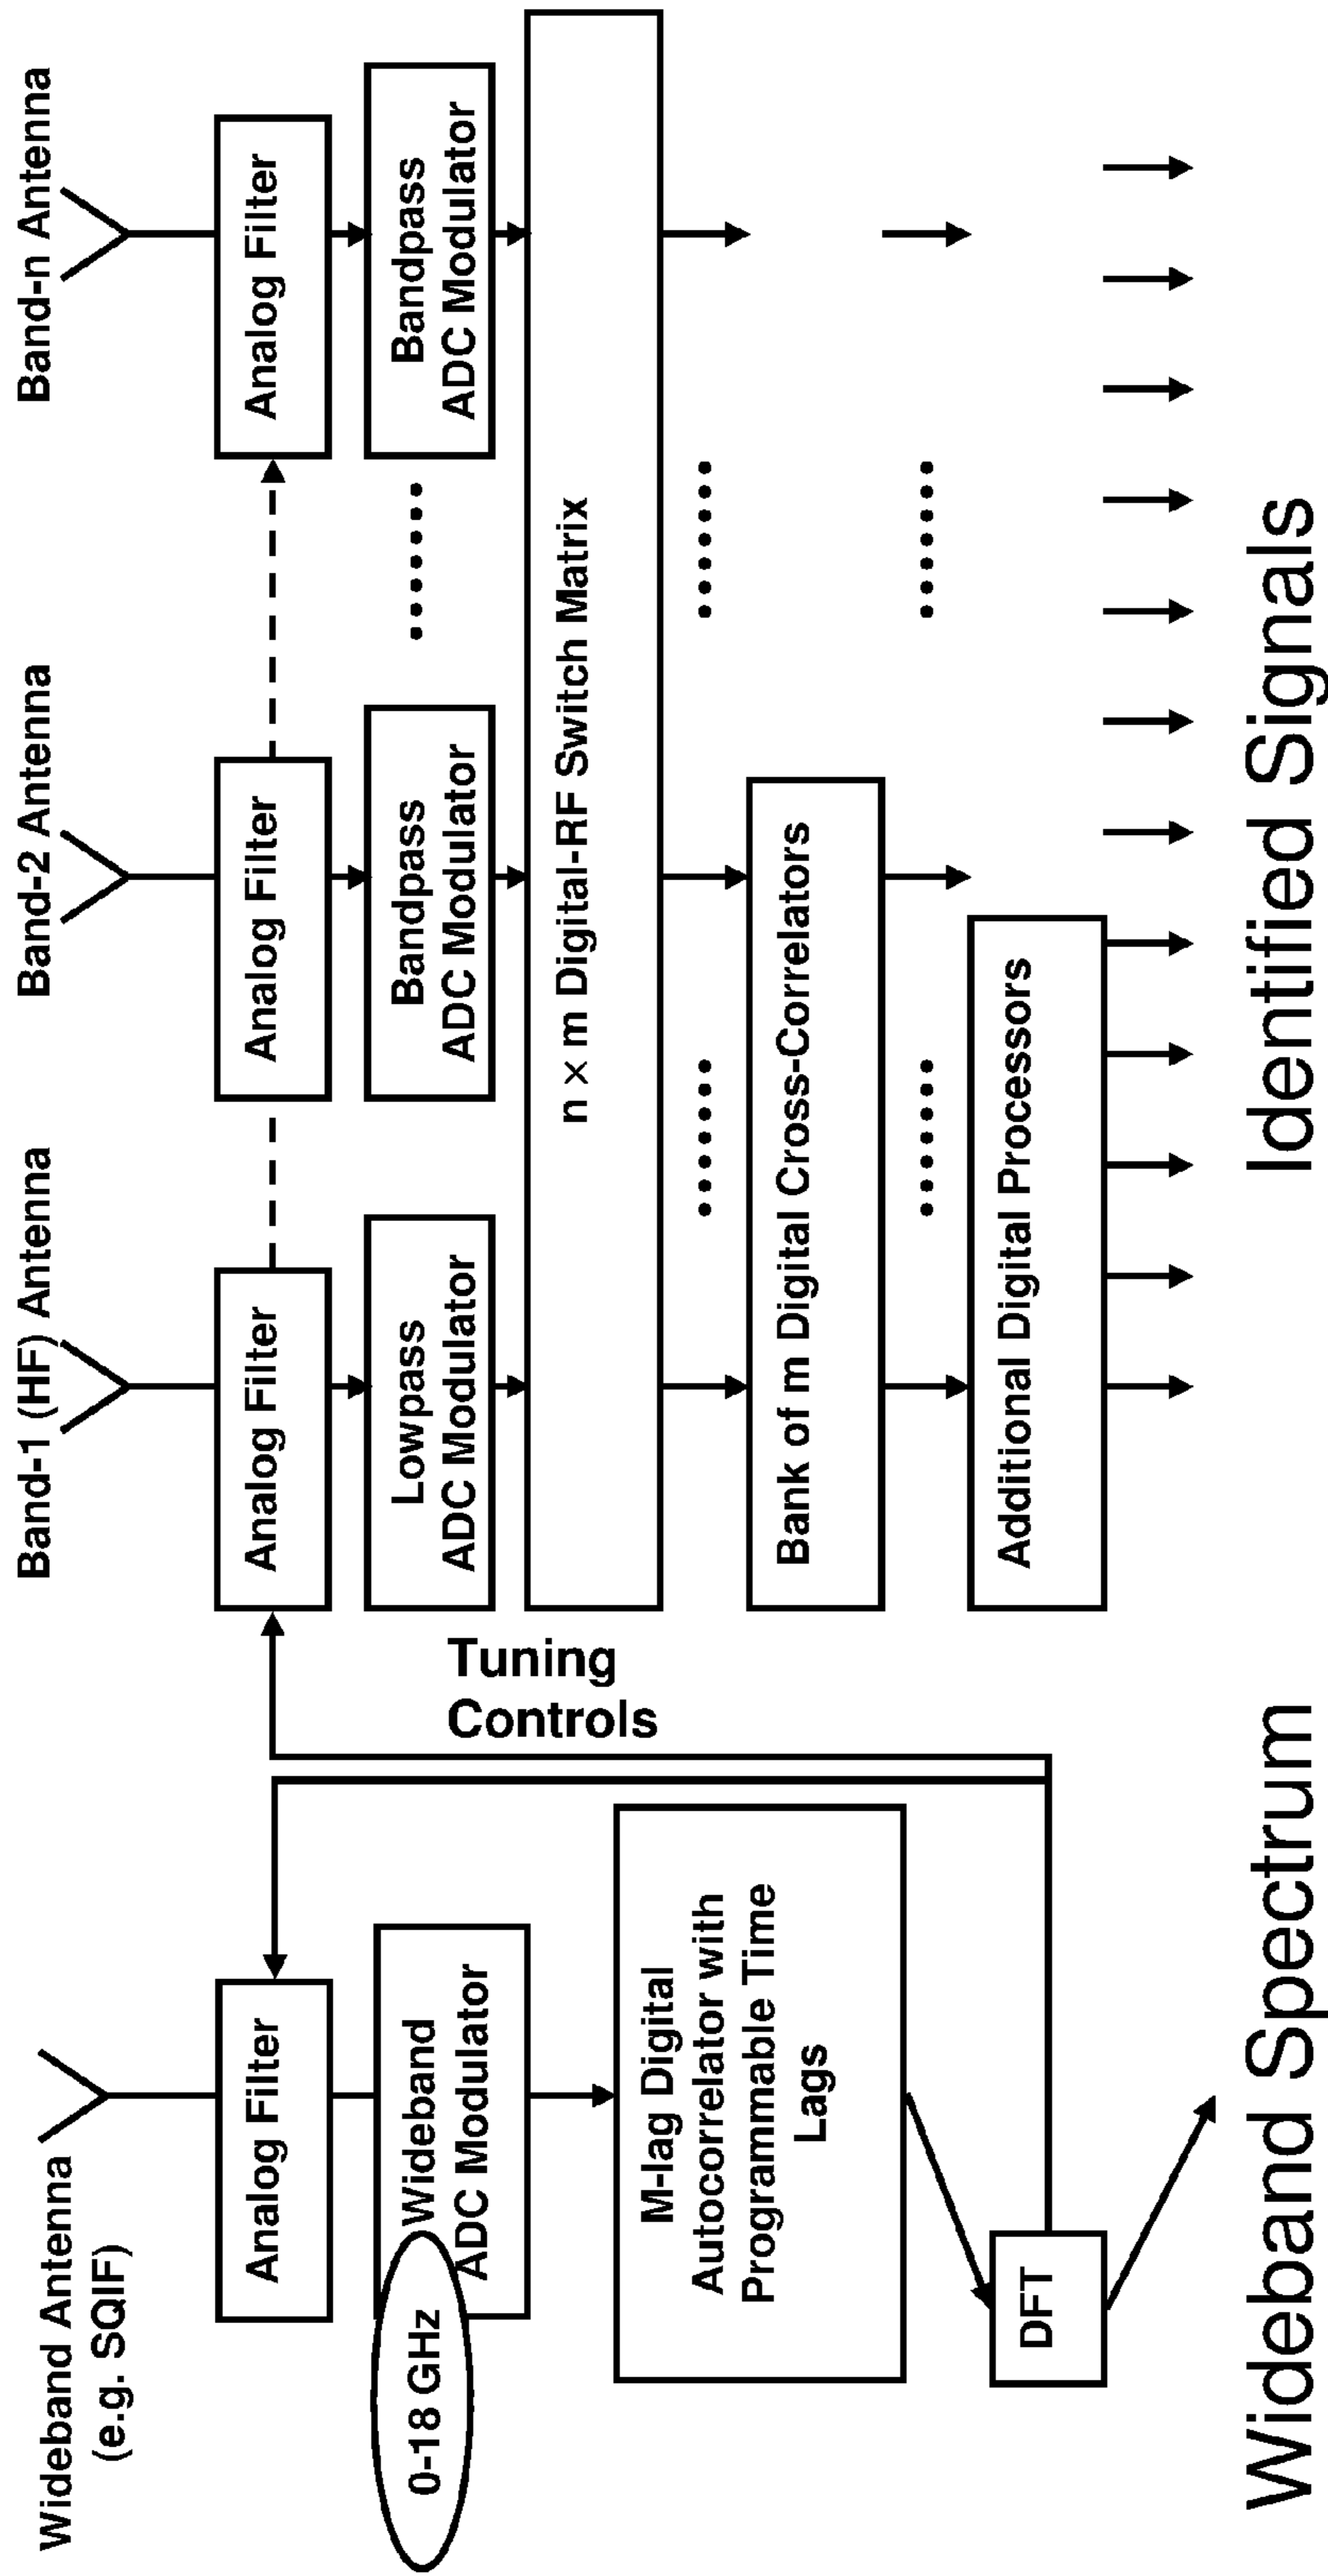 Wideband Antenna
(e.g. SQIF)
Band-1 (HF) Antenna
Band-2 Antenna
Band-n Antenna
Analog Filter
Analog Filter
Analog Filter
Analog Filter
0-18 GHz
Wideband
ADC Modulator
Lowpass
ADC Modulator
Bandpass
ADC Modulator
Bandpass
ADC Modulator
Tuning
Controls
n × m Digital-RF Switch Matrix
M-lag Digital
Autocorrelator with
Programmable Time
Lags
Bank of m Digital Cross-Correlators
DFT
Additional Digital Processors
Wideband Spectrum
Identified Signals